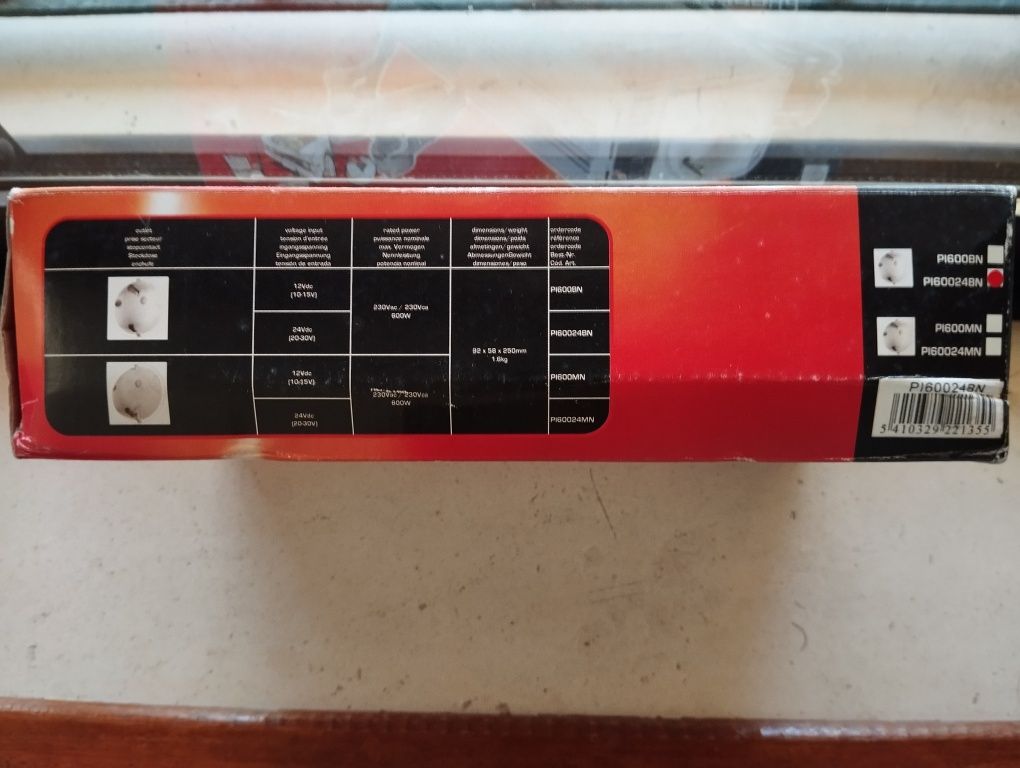 outlet
prise secteur
stopcontact
Steckdose
enchufe
voltage input
tension d'entrée
ingangsspanning
Eingangsspanning
tensión de entrada
rated power
puissance nominale
max. Vermogen
Nennleistung
potencia nominal
dimensions/ weight
dimensions/ poids
afmetingen/ gewicht
Abmessungen/Gewicht
dimensiones/ peso
ordercode
référence
ordercode
Best.-Nr.
Cód. Art.
12Vdc
(10-15V)
24Vdc
(20-30V)
230Vac / 230Vca
600W
PI600BN
PI60024BN
92 x 58 x 250mm
1.6kg
12Vdc
(10-15V)
24Vdc
(20-30V)
230Vac / 230Vca
600W
PI600MN
PI60024MN
PI600BN
PI60024BN
PI600MN
PI60024MN
PI60024BN
5 410329 221355